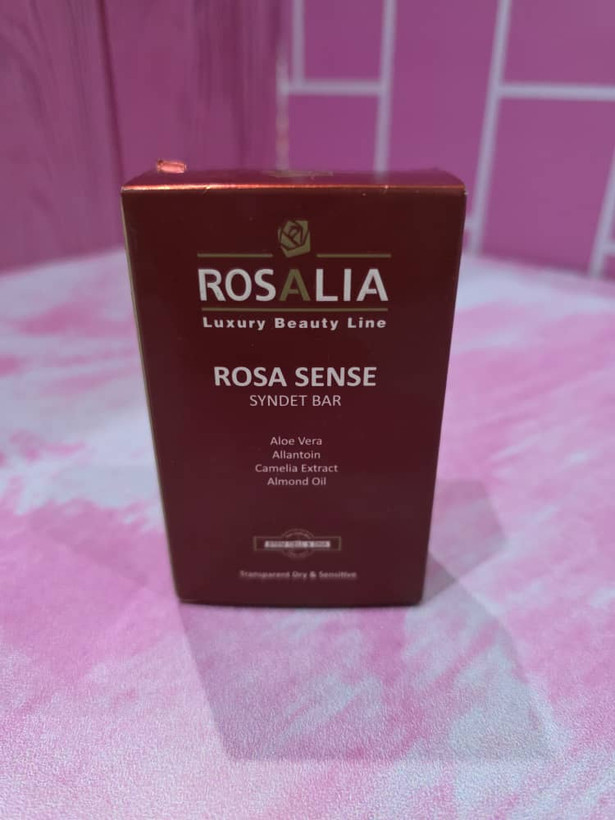 ROSALIA
Luxury Beauty Line
ROSA SENSE
SYNDET BAR
Aloe Vera
Allantoin
Camelia Extract
Almond Oil
Transparent Dry & Sensitive